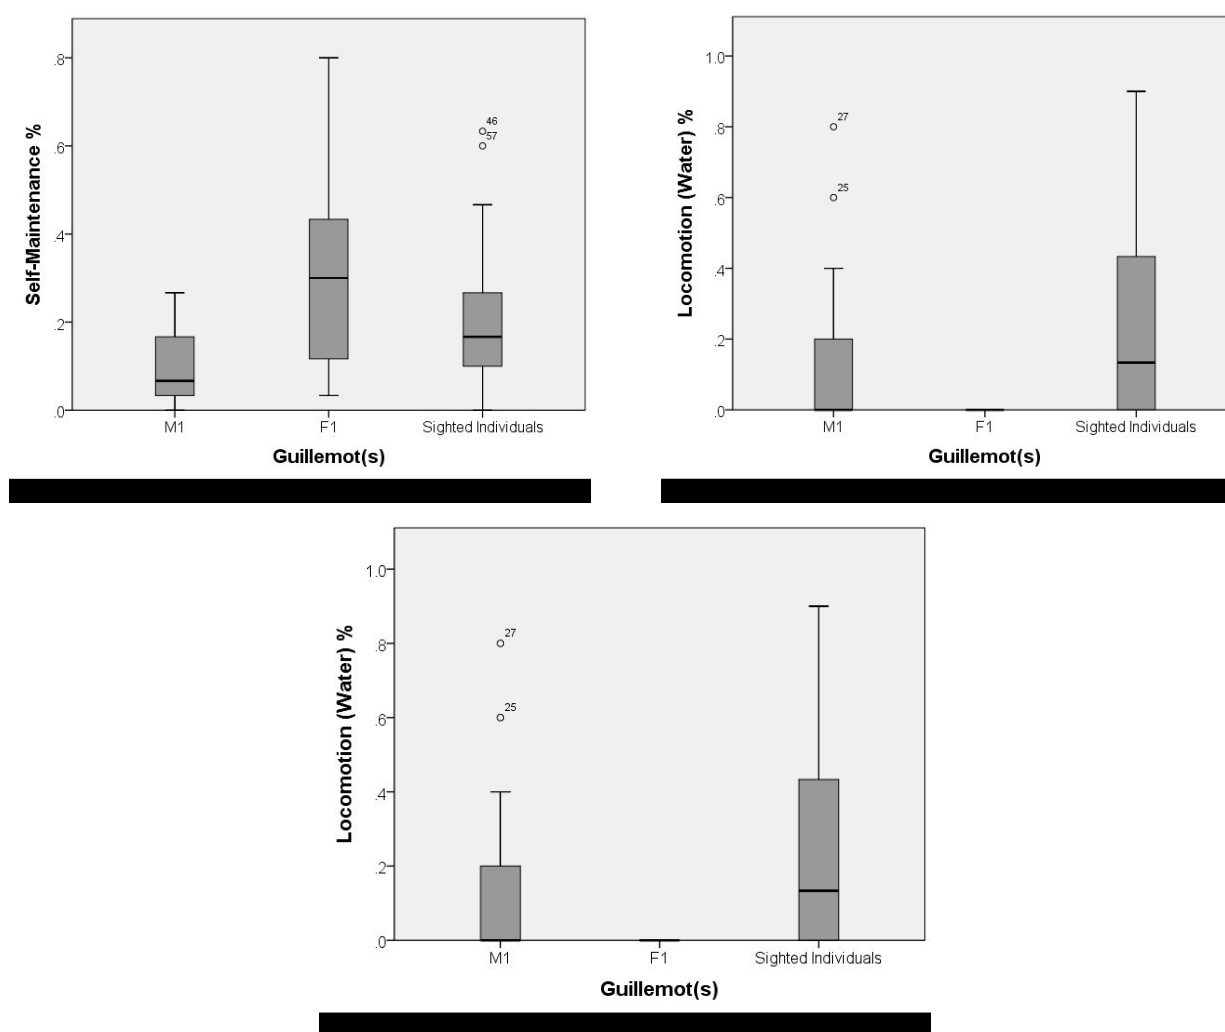 Self-Maintenance %
.8
.6
.4
.2
.0
46
57
M1 F1 Sighted Individuals
Guillemot(s)
Locomotion (Water) %
1.0
.8
.6
.4
.2
.0
27
25
M1 F1 Sighted Individuals
Guillemot(s)
Locomotion (Water) %
1.0
.8
.6
.4
.2
.0
27
25
M1 F1 Sighted Individuals
Guillemot(s)